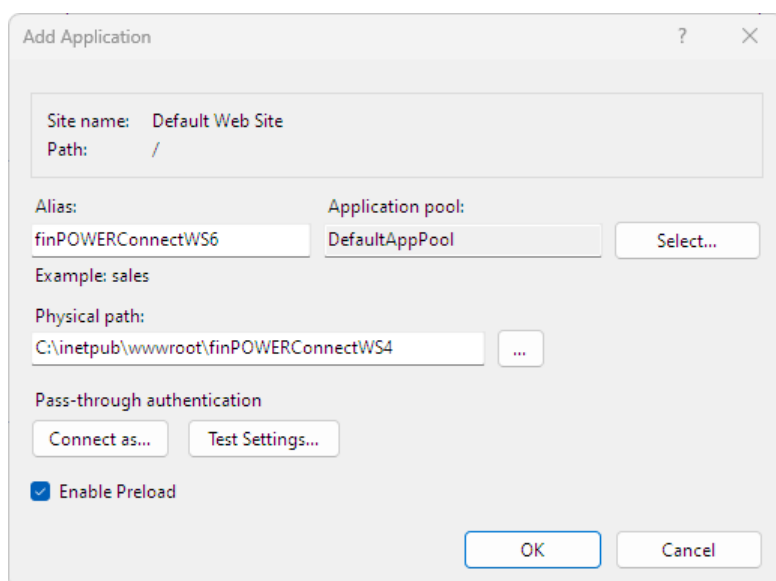 Add Application
?
Site name: Default Web Site
Path: /
Alias: Application pool:
finPOWERConnectWS6 DefaultAppPool Select...
Example: sales
Physical path:
C:\inetpub\wwwroot\finPOWERConnectWS4 ...
Pass-through authentication
Connect as... Test Settings...
Enable Preload
OK Cancel